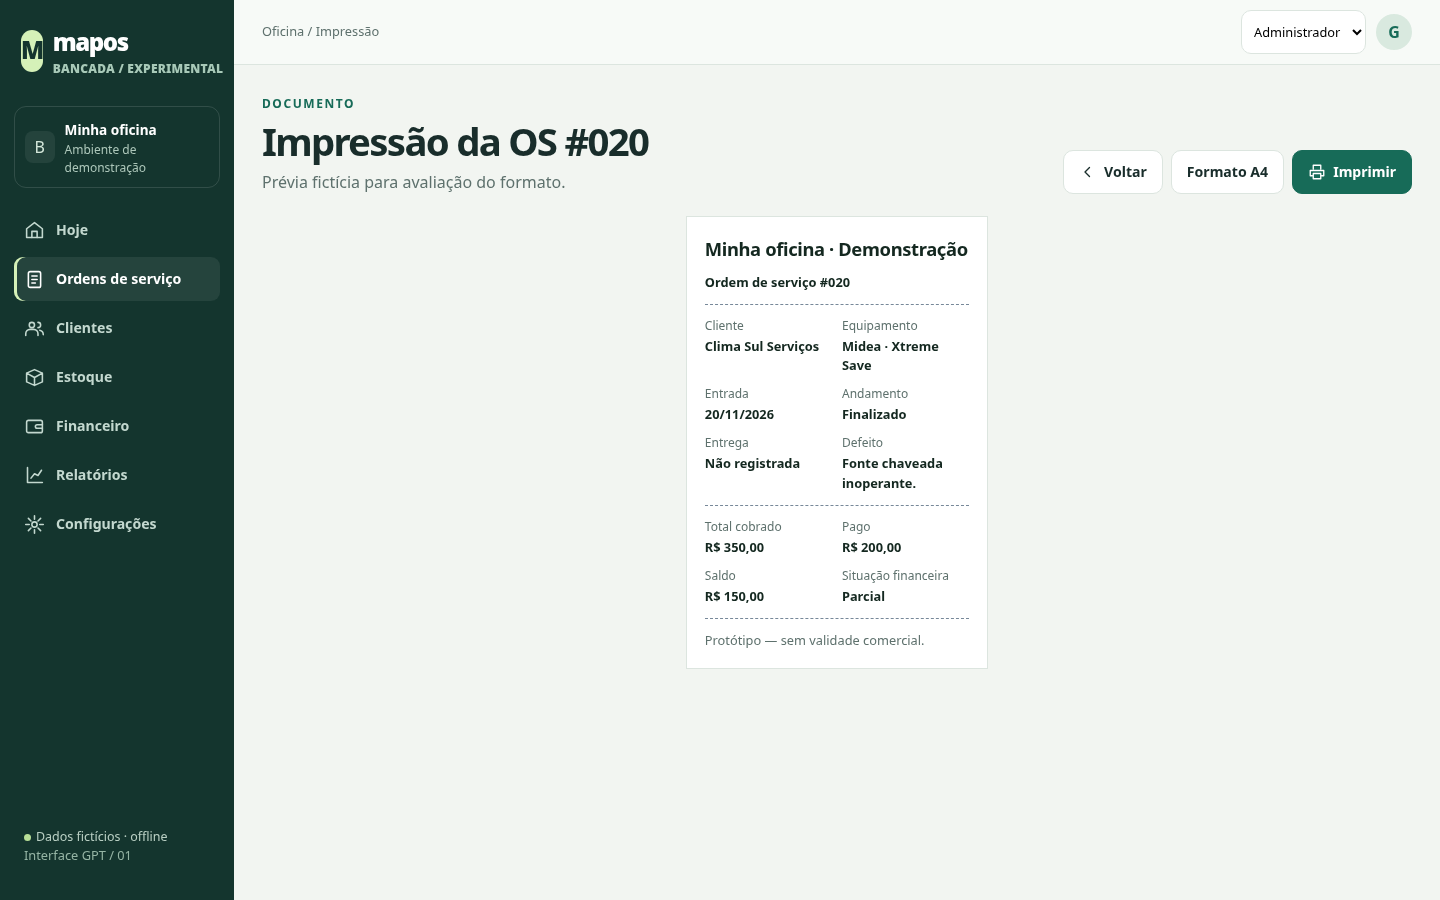 M
mapos
BANCADA / EXPERIMENTAL
B
Minha oficina
Ambiente de
demonstração
Hoje
Ordens de serviço
Clientes
Estoque
Financeiro
Relatórios
Configurações
Dados fictícios · offline
Interface GPT / 01
Oficina / Impressão
Administrador
G
DOCUMENTO
Impressão da OS #020
Prévia fictícia para avaliação do formato.
Voltar
Formato A4
Imprimir
Minha oficina · Demonstração
Ordem de serviço #020
Cliente
Clima Sul Serviços
Equipamento
Midea · Xtreme
Save
Entrada
20/11/2026
Andamento
Finalizado
Entrega
Não registrada
Defeito
Fonte chaveada
inoperante.
Total cobrado
R$ 350,00
Pago
R$ 200,00
Saldo
R$ 150,00
Situação financeira
Parcial
Protótipo — sem validade comercial.